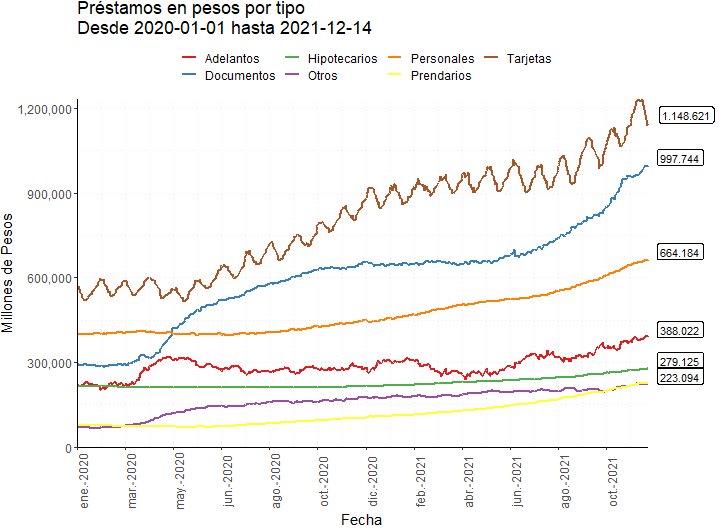 Préstamos en pesos por tipo
Desde 2020-01-01 hasta 2021-12-14
Adelantos Hipotecarios Personales Tarjetas
Documentos Otros Prendarios
Millones de Pesos
1,200,000
900,000
600,000
300,000
0
1.148.621
997.744
664.184
388.022
279.125
223.094
ene.-2020 mar.-2020 may.-2020 jun.-2020 ago.-2020 oct.-2020 dic.-2020 feb.-2021 abr.-2021 jun.-2021 ago.-2021 oct.-2021
Fecha